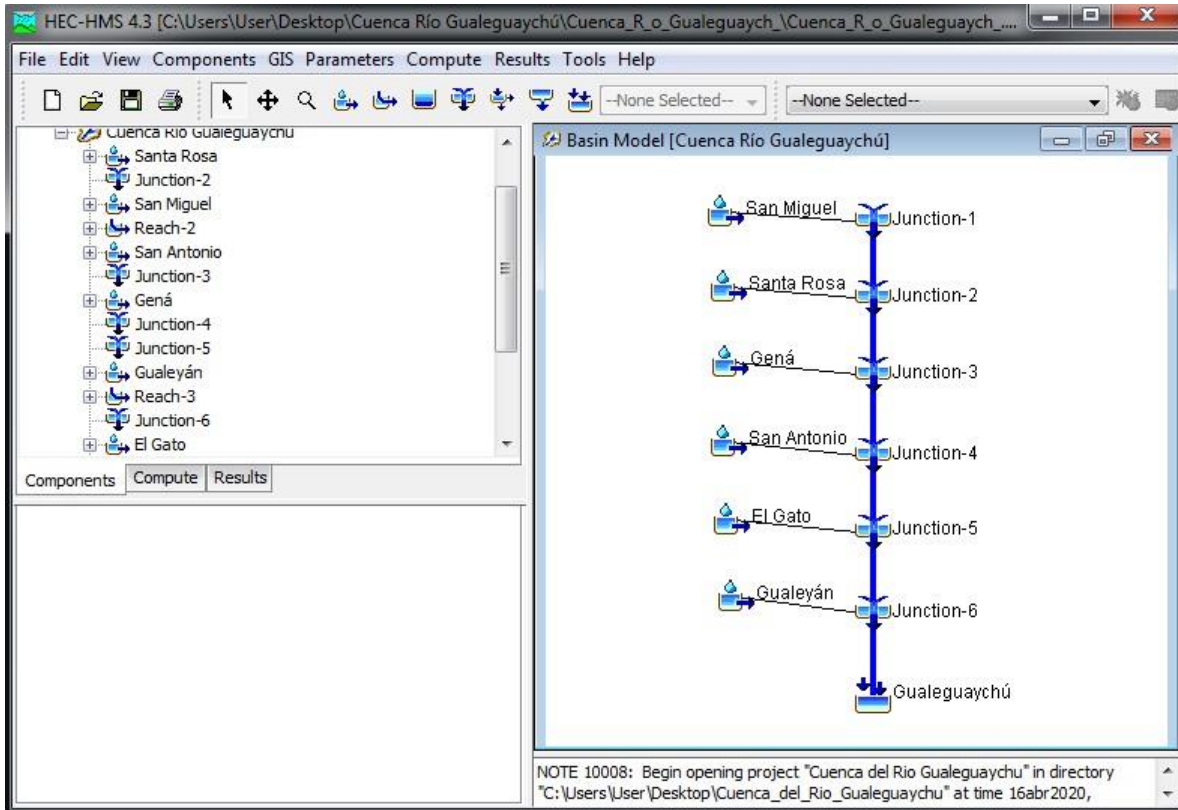 HEC-HMS 4.3 [C:\Users\User\Desktop\Cuenca Río Gualeguaychú\Cuenca_R_o_Gualeguaych_\Cuenca_R_o_Gualeguaych_....
File Edit View Components GIS Parameters Compute Results Tools Help
--None Selected-- --None Selected--
Cuenca Río Gualeguaychú
Santa Rosa
Junction-2
San Miguel
Reach-2
San Antonio
Junction-3
Gená
Junction-4
Junction-5
Gualeyán
Reach-3
Junction-6
El Gato
Components Compute Results
Basin Model [Cuenca Río Gualeguaychú]
San Miguel Junction-1
Santa Rosa Junction-2
Gená Junction-3
San Antonio Junction-4
El Gato Junction-5
Gualeyán Junction-6
Gualeguaychú
NOTE 10008: Begin opening project "Cuenca del Rio Gualeguaychu" in directory
"C:\Users\User\Desktop\Cuenca_del_Rio_Gualeguaychu" at time 16abr2020,